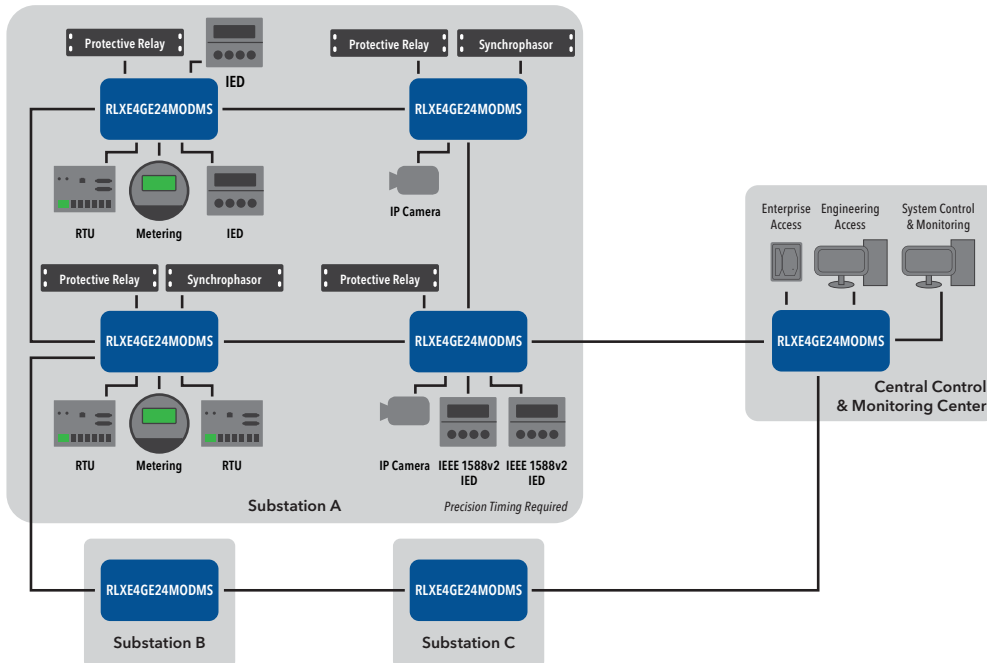 Protective Relay
IED
Protective Relay
Synchrophasor
RLXE4GE24MODMS
RLXE4GE24MODMS
RTU
Metering
IED
IP Camera
Protective Relay
Synchrophasor
Protective Relay
RLXE4GE24MODMS
RLXE4GE24MODMS
RTU
Metering
RTU
IP Camera
IEEE 1588v2
IED
IEEE 1588v2
IED
Substation A
Precision Timing Required
Enterprise
Access
Engineering
Access
System Control
& Monitoring
RLXE4GE24MODMS
Central Control
& Monitoring Center
RLXE4GE24MODMS
Substation B
RLXE4GE24MODMS
Substation C